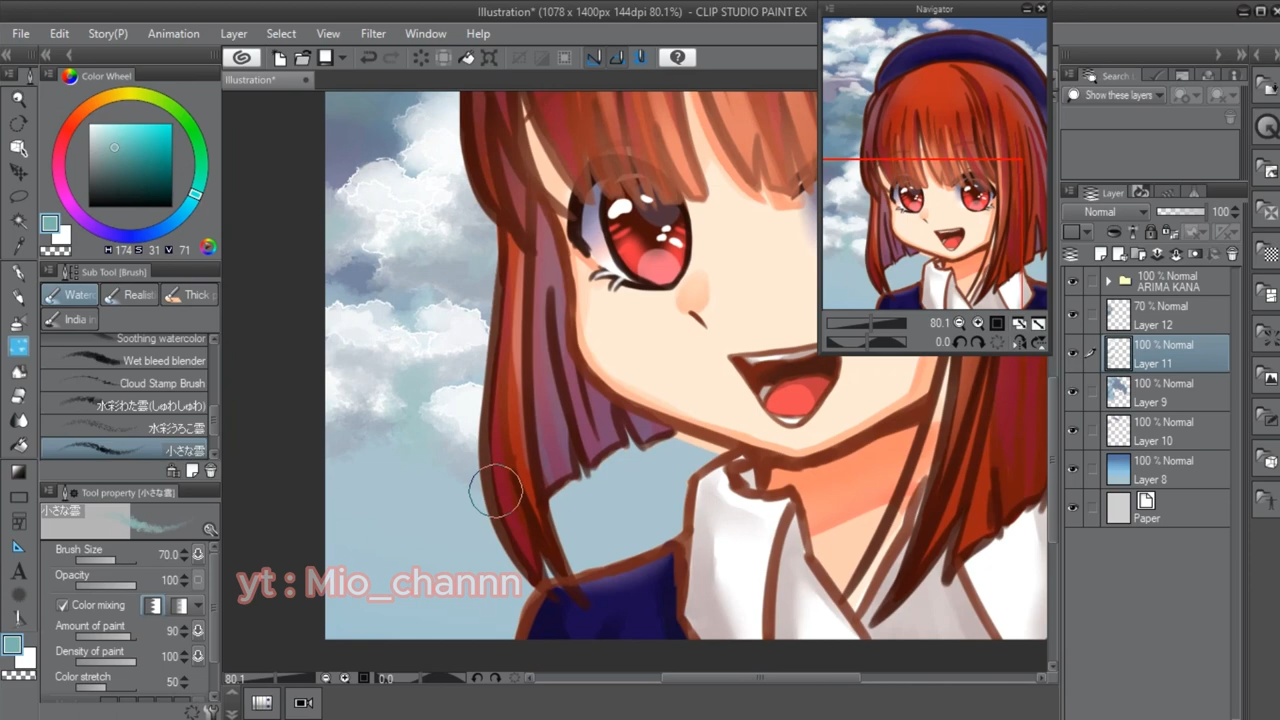 Illustration* (1078 x 1400px 144dpi 80.1%) - CLIP STUDIO PAINT EX
Navigator
File Edit Story(P) Animation Layer Select View Filter Window Help
Color Wheel
Illustration*
Search
Show these layers
H 174 S 31 V 71
Sub Tool [Brush]
Water Realist Thick p
India in
Soothing watercolor
Wet bleed blender
Cloud Stamp Brush
水彩わた雲(しゅわしゅわ)
水彩うろこ雲
小さな雲
Tool property [小さな雲]
小さな雲
Brush Size 70.0
Opacity 100
Color mixing
Amount of paint 90
Density of paint 100
Color stretch 50
yt : Mio_channn
80.1 0.0
80.1
0.0
Layer
Normal 100
100 % Normal
ARIMA KANA
70 % Normal
Layer 12
100 % Normal
Layer 11
100 % Normal
Layer 9
100 % Normal
Layer 10
100 % Normal
Layer 8
Paper